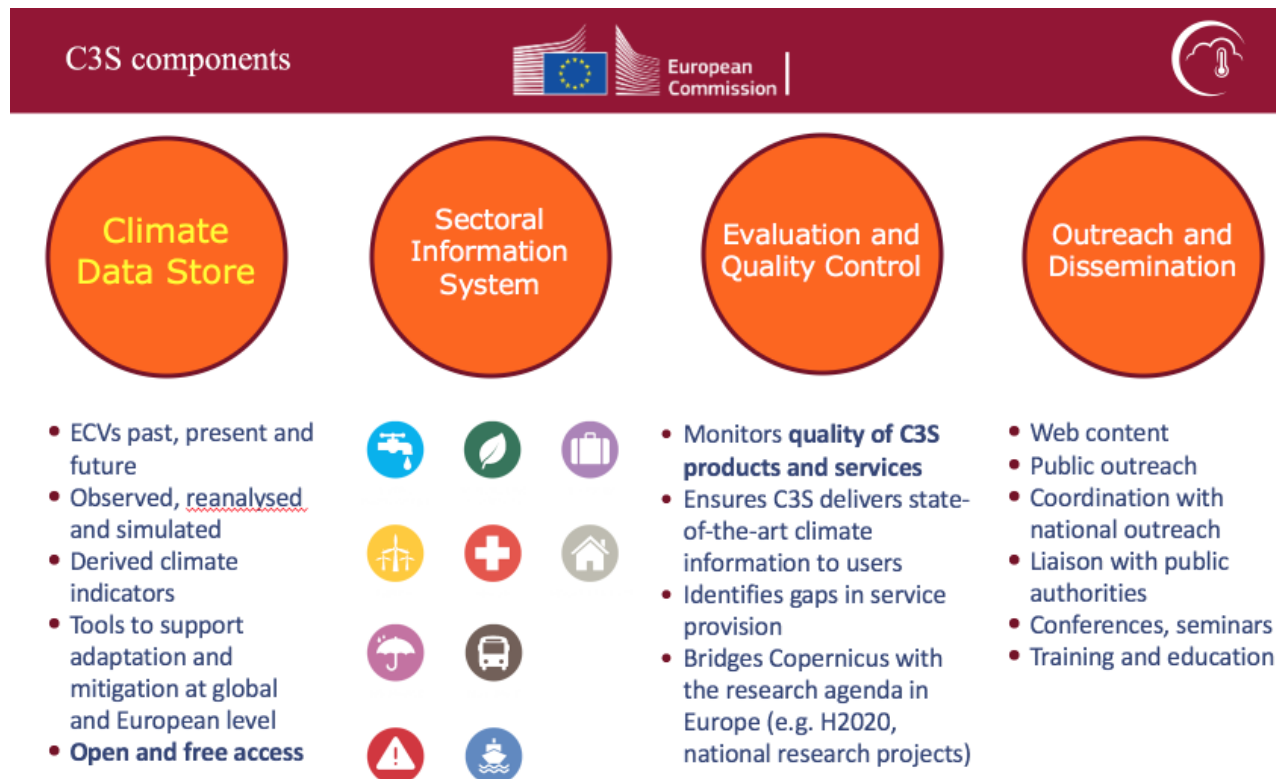 C3S components
European
Commission
Climate
Data Store
Sectoral
Information
System
Evaluation and
Quality Control
Outreach and
Dissemination
• ECVs past, present and
future
• Observed, reanalysed
and simulated
• Derived climate
indicators
• Tools to support
adaptation and
mitigation at global
and European level
• Open and free access
• Monitors quality of C3S
products and services
• Ensures C3S delivers state-
of-the-art climate
information to users
• Identifies gaps in service
provision
• Bridges Copernicus with
the research agenda in
Europe (e.g. H2020,
national research projects)
• Web content
• Public outreach
• Coordination with
national outreach
• Liaison with public
authorities
• Conferences, seminars
• Training and education